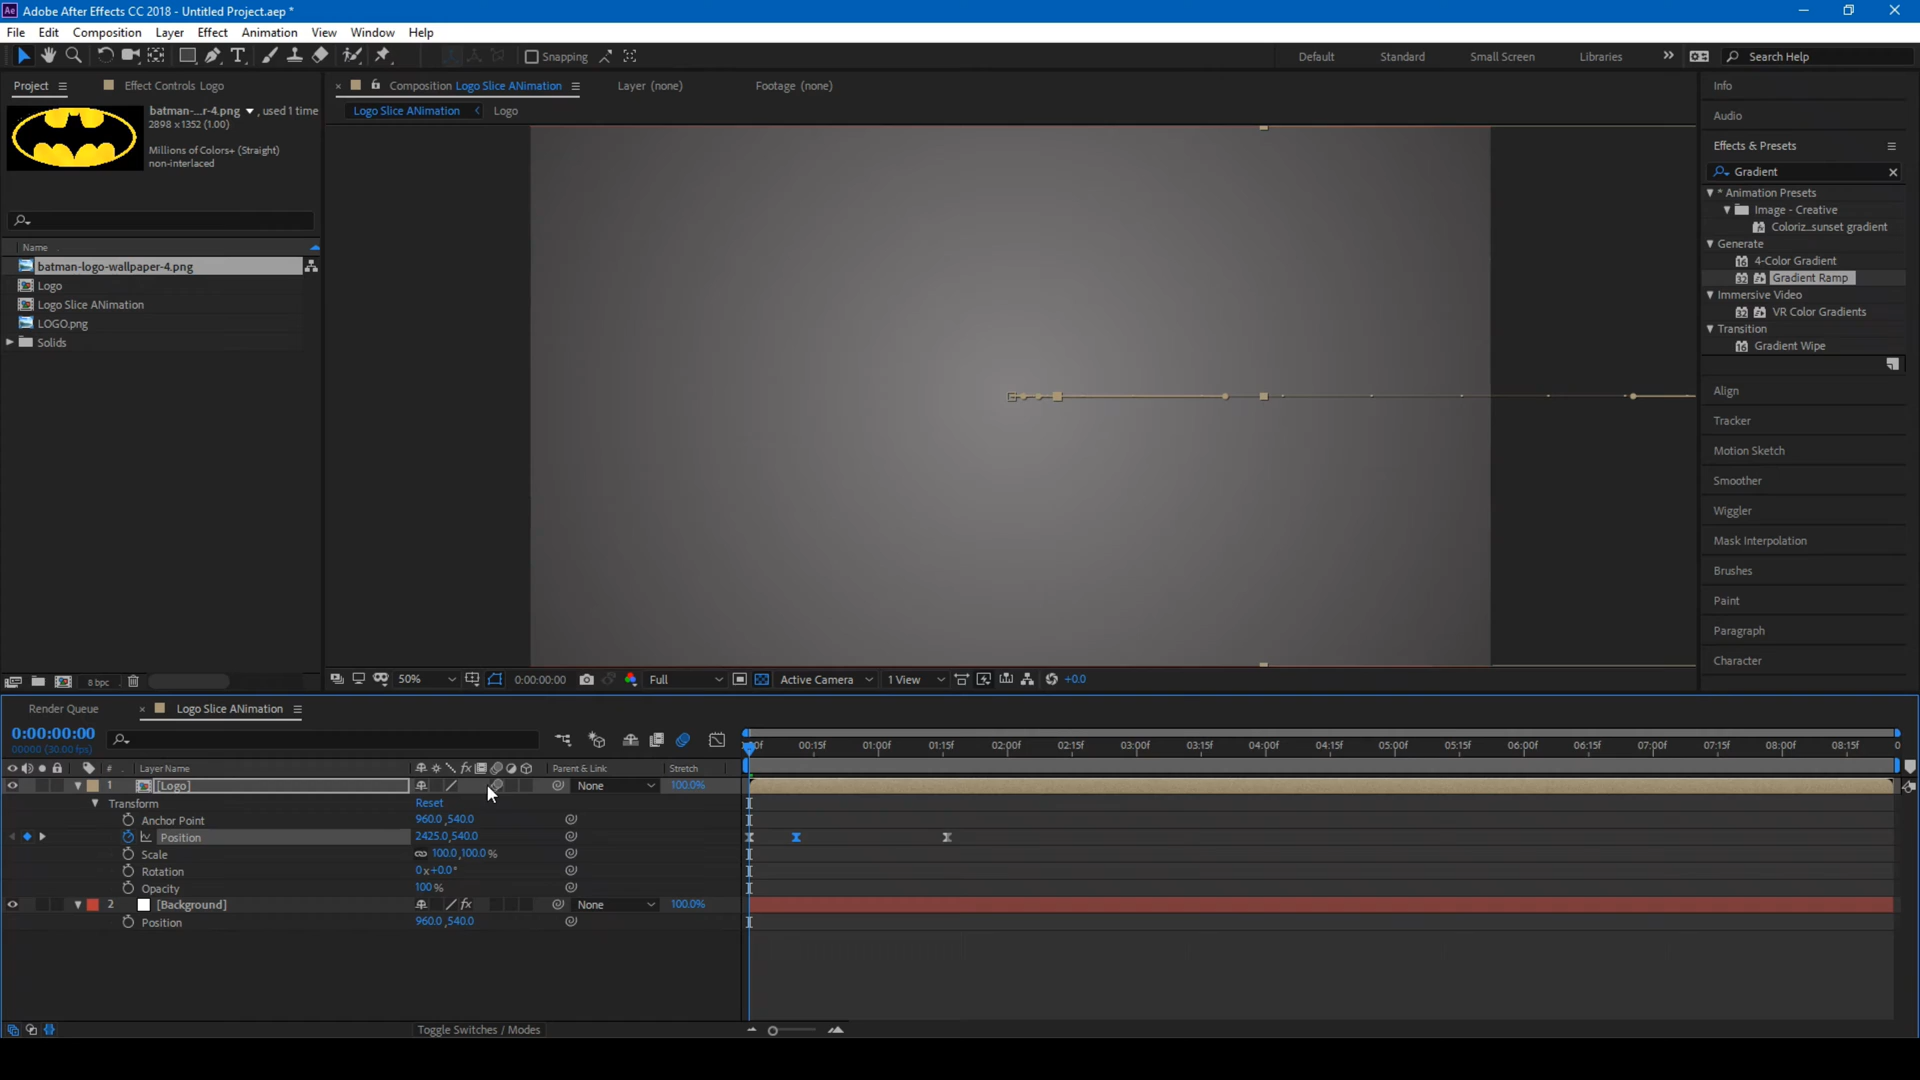 Adobe After Effects CC 2018 - Untitled Project.aep *
File Edit Composition Layer Effect Animation View Window Help
Snapping Default Standard Small Screen Libraries Search Help
Project Effect Controls Logo
Composition Logo Slice ANimation Layer (none) Footage (none)
Logo Slice ANimation Logo
batman-...r-4.png , used 1 time
2898 x 1352 (1.00)
Millions of Colors+ (Straight)
non-interlaced
Name
batman-logo-wallpaper-4.png
Logo
Logo Slice ANimation
LOGO.png
Solids
8 bpc
Info
Audio
Effects & Presets
Gradient
* Animation Presets
Image - Creative
Coloriz_sunset gradient
Generate
4-Color Gradient
Gradient Ramp
Immersive Video
VR Color Gradients
Transition
Gradient Wipe
Align
Tracker
Motion Sketch
Smoother
Wiggler
Mask Interpolation
Brushes
Paint
Paragraph
Character
50% 0:00:00:00 Full Active Camera 1 View +0.0
Render Queue Logo Slice ANimation
0:00:00:00
00000 (30.00 fps)
00:15f 01:00f 01:15f 02:00f 02:15f 03:00f 03:15f 04:00f 04:15f 05:00f 05:15f 06:00f 06:15f 07:00f 07:15f 08:00f 08:15f
# Layer Name Parent & Link Stretch
1 [Logo] None 100.0%
Transform Reset
Anchor Point 960.0,540.0
Position 2425.0,540.0
Scale 100.0,100.0%
Rotation 0x+0.0°
Opacity 100%
2 [Background] None 100.0%
Position 960.0,540.0
Toggle Switches / Modes